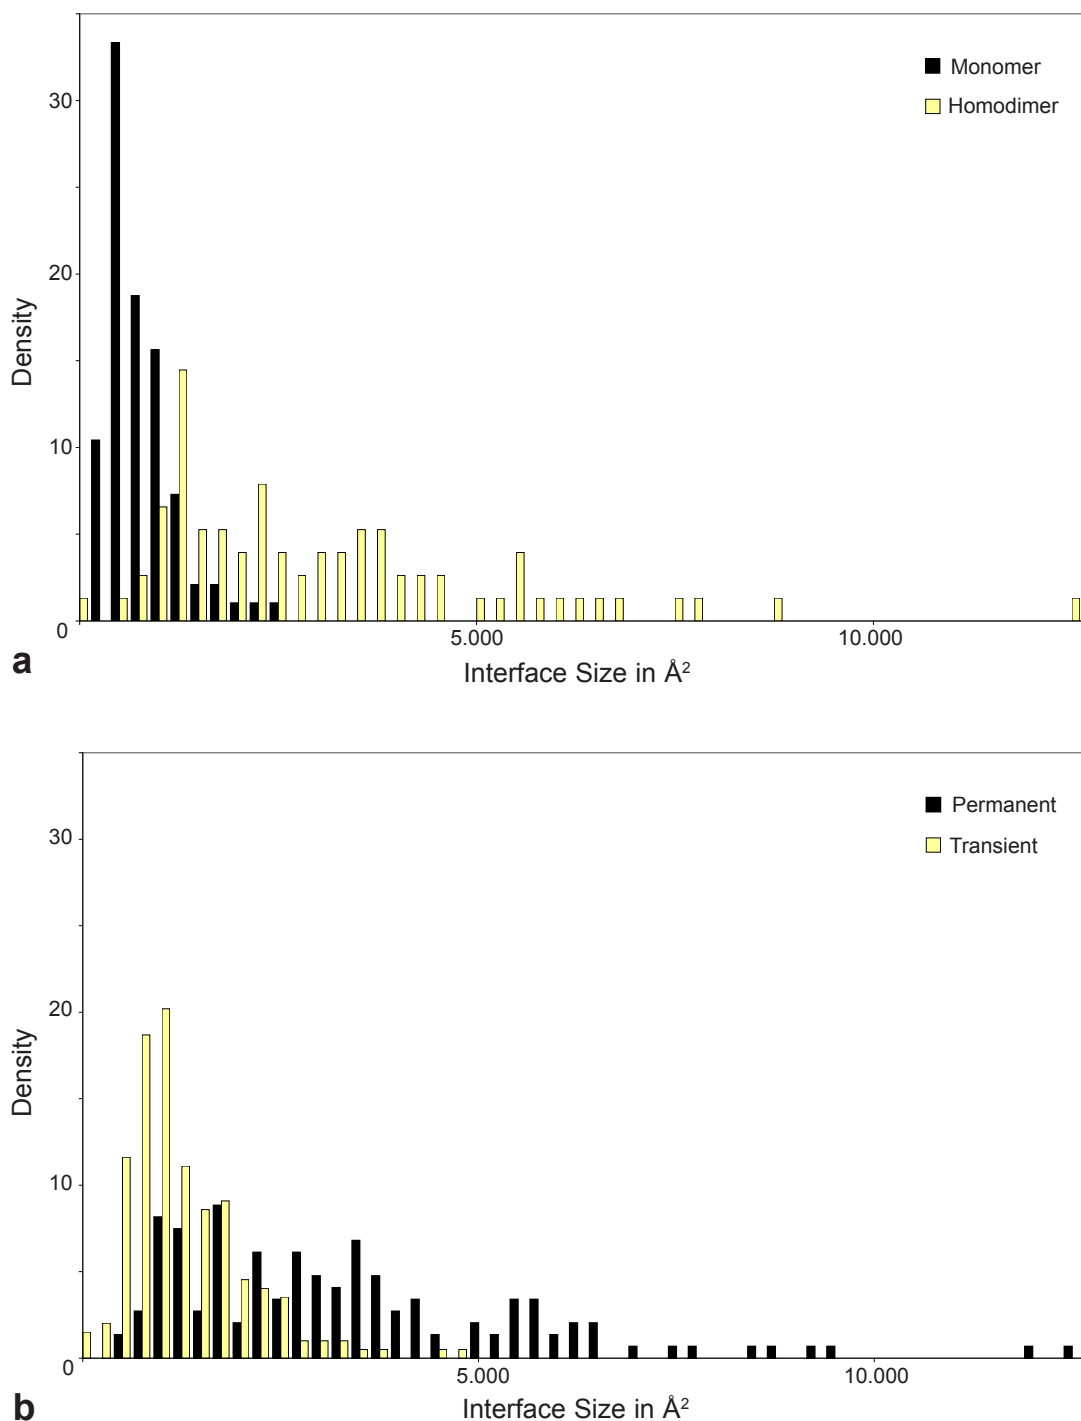 Monomer
Homodimer
30
20
10
0
Density
5.000
10.000
Interface Size in Å²
a
Permanent
Transient
30
20
10
0
Density
5.000
10.000
Interface Size in Å²
b